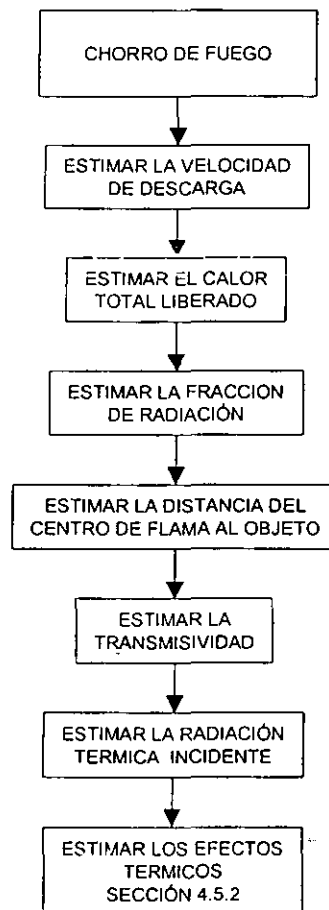 CHORRO DE FUEGO
ESTIMAR LA VELOCIDAD
DE DESCARGA
ESTIMAR EL CALOR
TOTAL LIBERADO
ESTIMAR LA FRACCION
DE RADIACIÓN
ESTIMAR LA DISTANCIA DEL
CENTRO DE FLAMA AL OBJETO
ESTIMAR LA
TRANSMISIVIDAD
ESTIMAR LA RADIACIÓN
TERMICA INCIDENTE
ESTIMAR LOS EFECTOS
TERMICOS
SECCIÓN 4.5.2